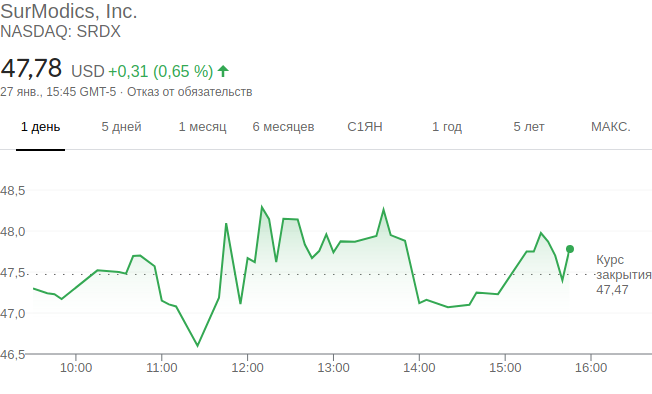 SurModics, Inc.
NASDAQ: SRDX
47,78 USD +0,31 (0,65 %)
27 янв., 15:45 GMT-5 · Отказ от обязательств
1 день 5 дней 1 месяц 6 месяцев С1ЯН 1 год 5 лет МАКС.
48,5
48,0
47,5
47,0
46,5
Курс
закрытия
47,47
10:00 11:00 12:00 13:00 14:00 15:00 16:00